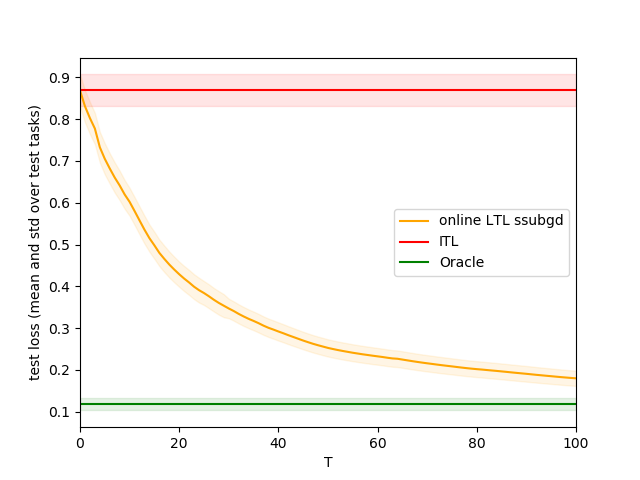 test loss (mean and std over test tasks)
0.9
0.8
0.7
0.6
0.5
0.4
0.3
0.2
0.1
online LTL ssubgd
ITL
Oracle
0 20 40 60 80 100
T